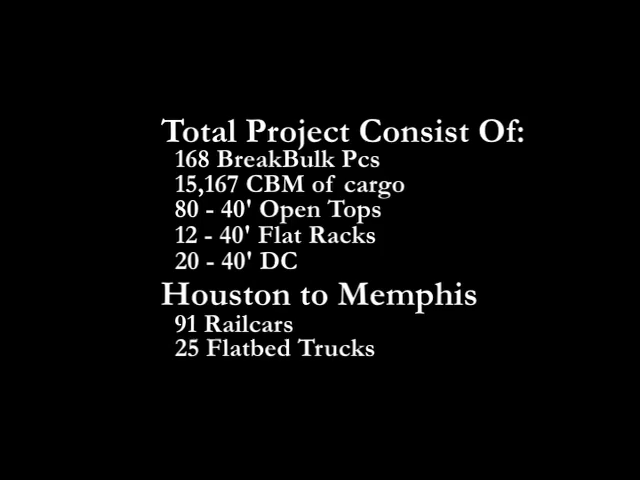 Total Project Consist Of:
168 BreakBulk Pcs
15,167 CBM of cargo
80 - 40' Open Tops
12 - 40' Flat Racks
20 - 40' DC
Houston to Memphis
91 Railcars
25 Flatbed Trucks